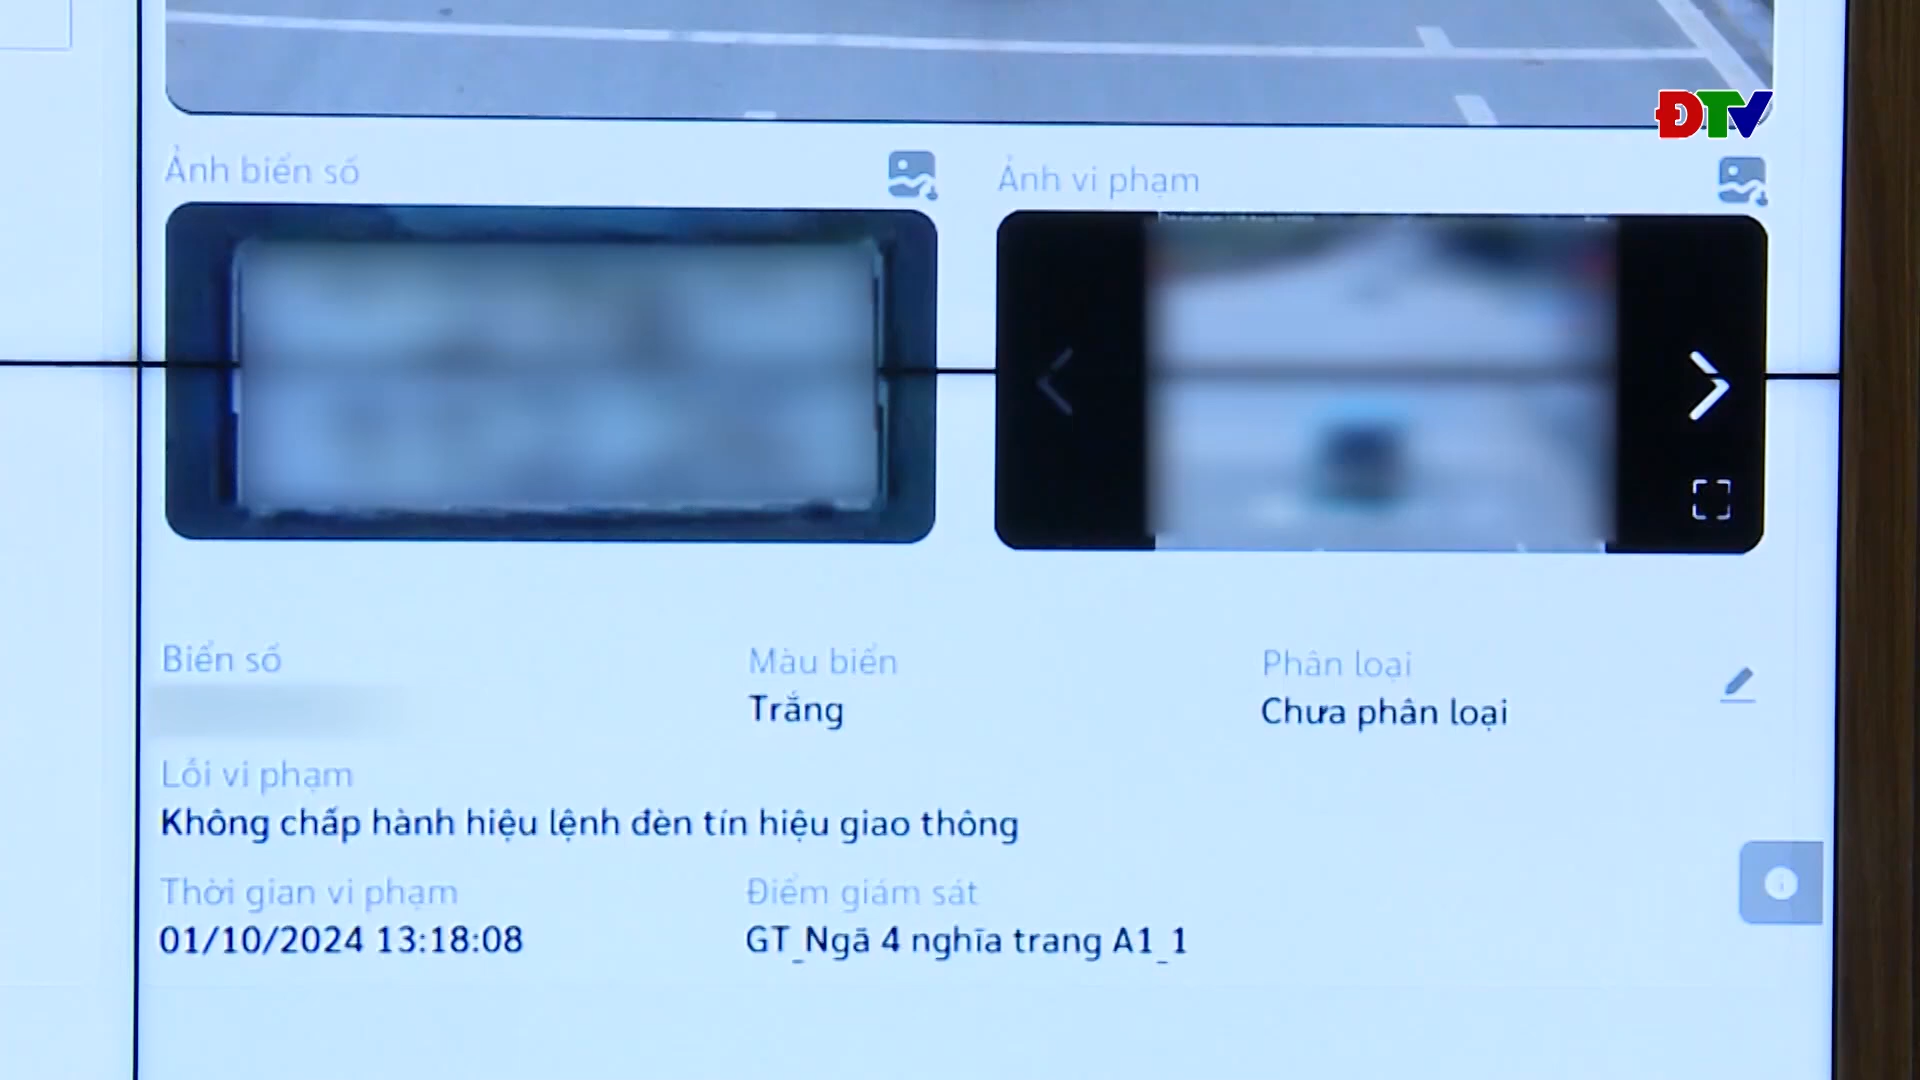 ĐTV
Ảnh biển số
Ảnh vi phạm
Biển số
Màu biển
Phân loại
Trắng
Chưa phân loại
Lỗi vi phạm
Không chấp hành hiệu lệnh đèn tín hiệu giao thông
Thời gian vi phạm
Điểm giám sát
01/10/2024 13:18:08
GT_Ngã 4 nghĩa trang A1_1